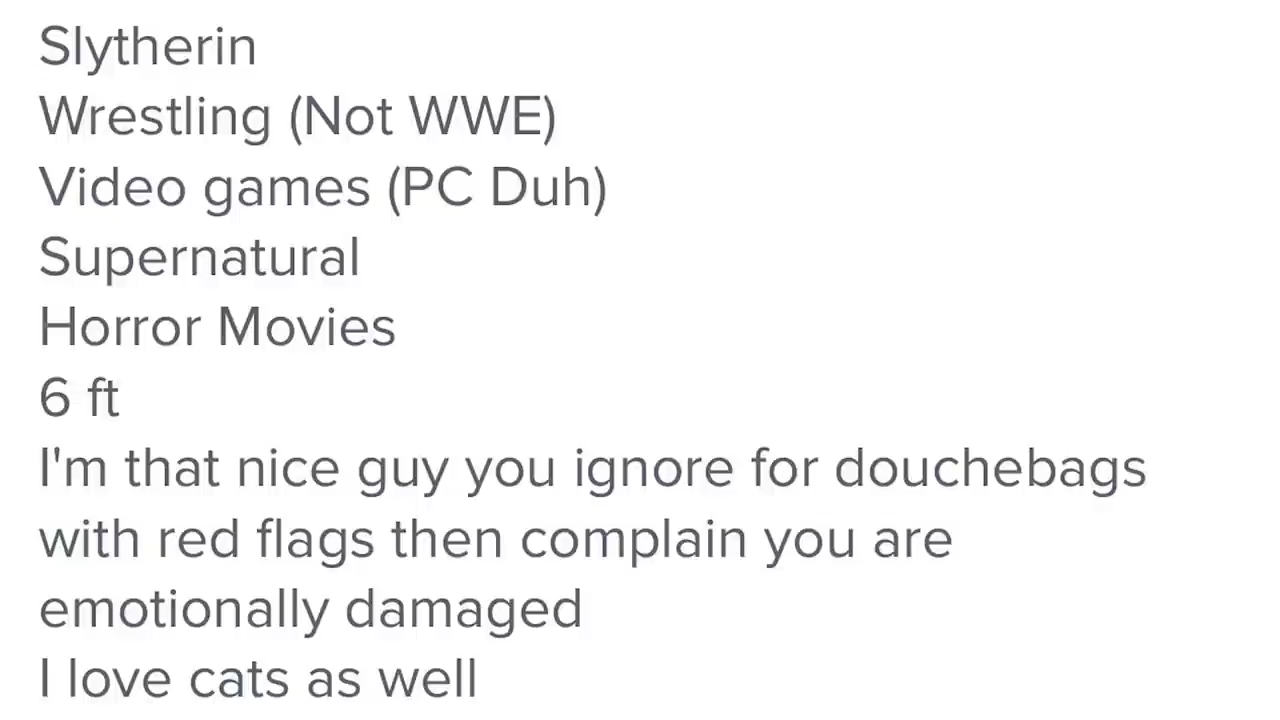 Slytherin
Wrestling (Not WWE)
Video games (PC Duh)
Supernatural
Horror Movies
6 ft
I'm that nice guy you ignore for douchebags
with red flags then complain you are
emotionally damaged
I love cats as well